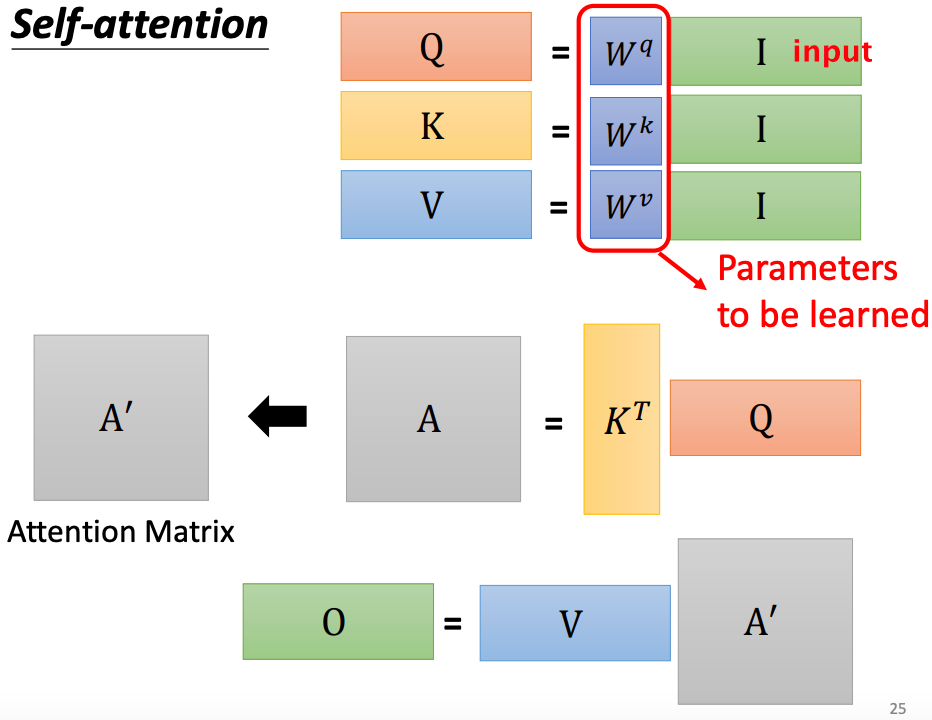 Self-attention
Q = W^q I input
K = W^k I
V = W^v I
Parameters
to be learned
A′ A = K^T Q
Attention Matrix
O = V A′
25